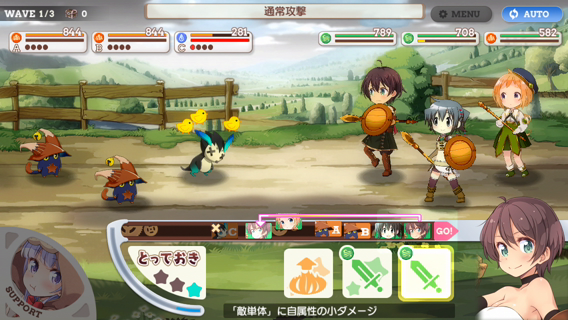 WAVE 1/3 0
通常攻撃
MENU
AUTO
844
844
281
789
708
582
A
B
C
C A B GO!
とっておき
SUPPORT
「敵単体」に自属性の小ダメージ